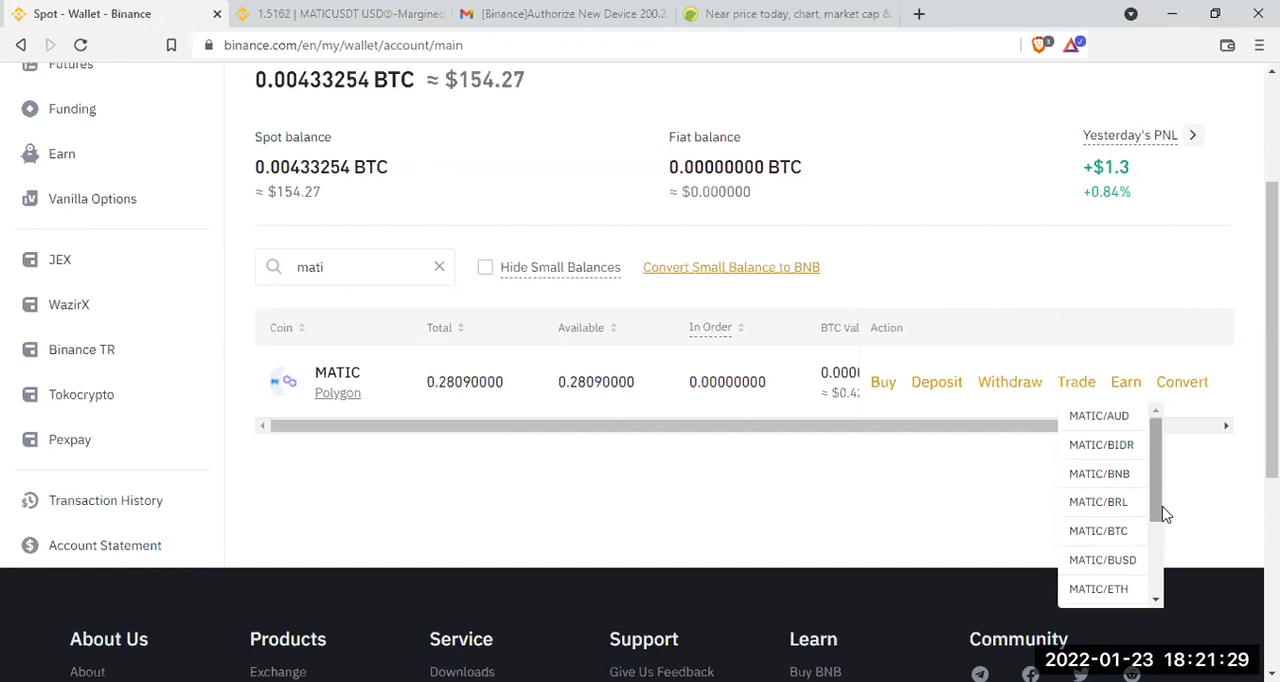 Spot - Wallet - Binance
1.5162 | MATICUSDT USDⓈ-Margined
[Binance]Authorize New Device 200.2
Near price today, chart, market cap &
binance.com/en/my/wallet/account/main
Futures
Funding
Earn
Vanilla Options
JEX
WazirX
Binance TR
Tokocrypto
Pexpay
Transaction History
Account Statement
0.00433254 BTC ≈ $154.27
Spot balance
0.00433254 BTC
≈ $154.27
Fiat balance
0.00000000 BTC
≈ $0.000000
Yesterday's PNL
+$1.3
+0.84%
mati
Hide Small Balances
Convert Small Balance to BNB
Coin Total Available In Order BTC Val Action
MATIC
Polygon
0.28090000 0.28090000 0.00000000
0.0000
≈ $0.42
Buy Deposit Withdraw Trade Earn Convert
MATIC/AUD
MATIC/BIDR
MATIC/BNB
MATIC/BRL
MATIC/BTC
MATIC/BUSD
MATIC/ETH
About Us Products Service Support Learn Community
About Exchange Downloads Give Us Feedback Buy BNB
2022-01-23 18:21:29